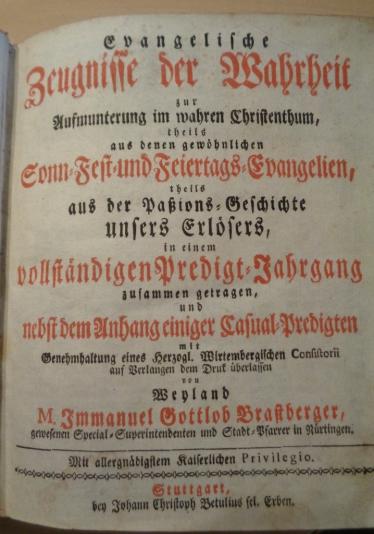 Evangelische
Zeugnisse der Wahrheit
zur
Aufmunterung im wahren Christenthum,
theils
aus denen gewöhnlichen
Sonn-Fest-und Feiertags-Evangelien,
theils
aus der Paßions-Geschichte
unsers Erlösers,
in einem
vollständigen Predigt-Jahrgang
zusammen getragen,
und
nebst dem Anhang einiger Casual-Predigten
mit
Genehmhaltung eines Herzogl. Wirtembergischen Consistorii
auf Verlangen dem Druk überlassen
von
Weyland
M. Immanuel Gottlob Brastberger,
gewesenen Special-Superintendenten und Stadt-Pfarrer in Nürtingen.
Mit allergnädigstem Kaiserlichen Privilegio.
Stuttgart,
bey Johann Christoph Betulius sel. Erben.